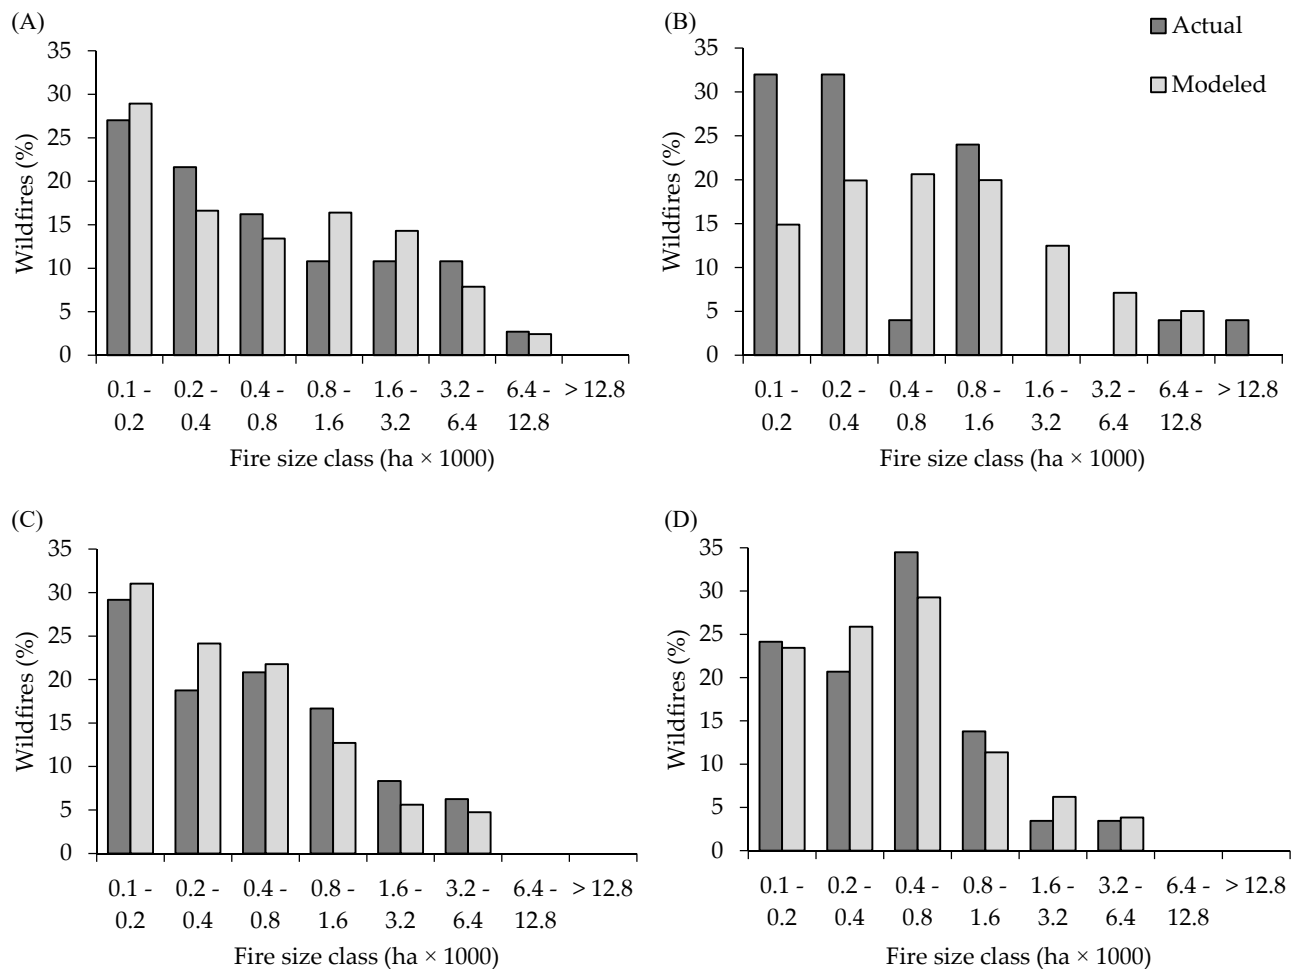 (A)
35
30
25
20
15
10
5
0
Wildfires (%)
0.1 - 0.2 - 0.4 - 0.8 - 1.6 - 3.2 - 6.4 - > 12.8
0.2 0.4 0.8 1.6 3.2 6.4 12.8
Fire size class (ha × 1000)
(B)
Actual
Modeled
35
30
25
20
15
10
5
0
Wildfires (%)
0.1 - 0.2 - 0.4 - 0.8 - 1.6 - 3.2 - 6.4 - > 12.8
0.2 0.4 0.8 1.6 3.2 6.4 12.8
Fire size class (ha × 1000)
(C)
35
30
25
20
15
10
5
0
Wildfires (%)
0.1 - 0.2 - 0.4 - 0.8 - 1.6 - 3.2 - 6.4 - > 12.8
0.2 0.4 0.8 1.6 3.2 6.4 12.8
Fire size class (ha × 1000)
(D)
35
30
25
20
15
10
5
0
Wildfires (%)
0.1 - 0.2 - 0.4 - 0.8 - 1.6 - 3.2 - 6.4 - > 12.8
0.2 0.4 0.8 1.6 3.2 6.4 12.8
Fire size class (ha × 1000)